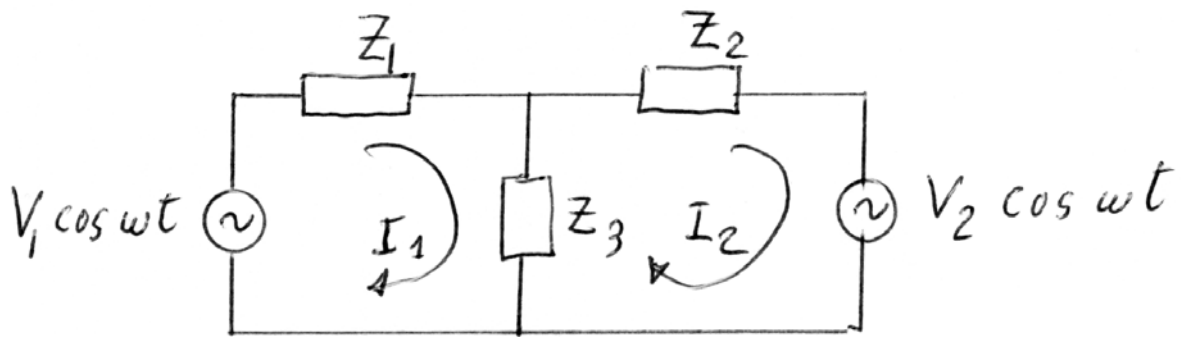 Z1
Z2
V1 cos ωt
I1
Z3
I2
V2 cos ωt